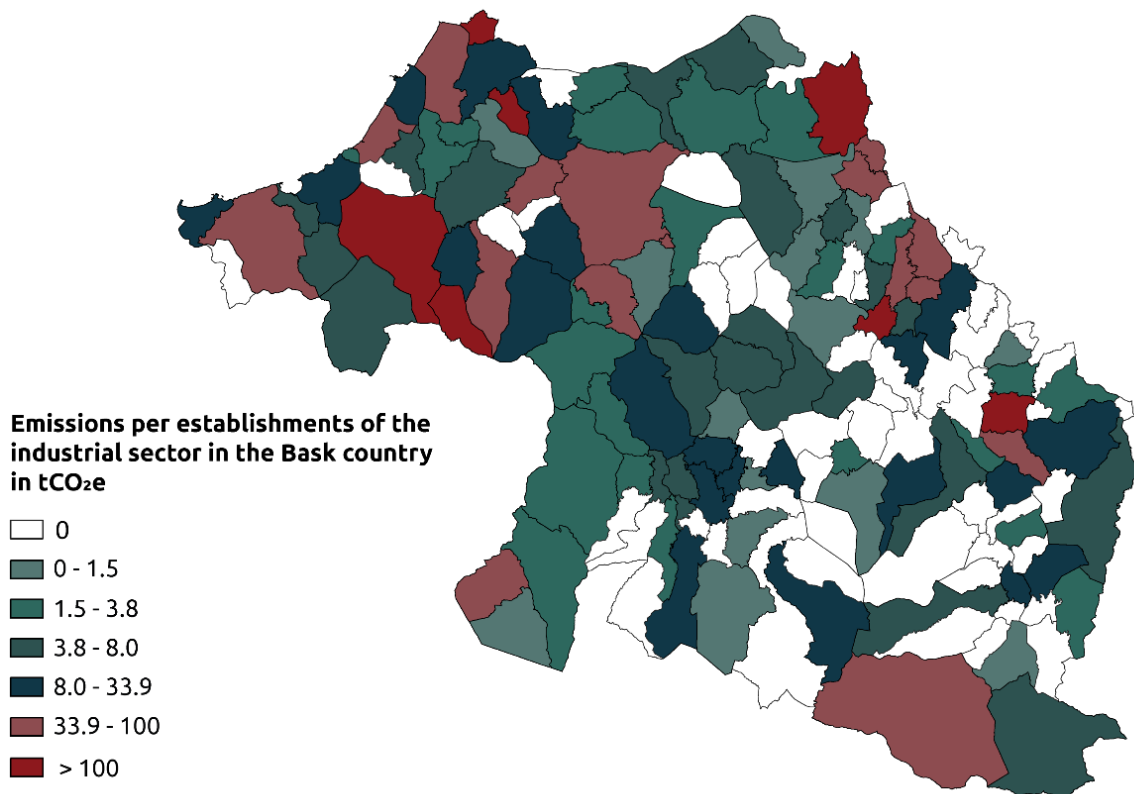 Emissions per establishments of the
industrial sector in the Bask country
in tCO₂e
0
0 - 1.5
1.5 - 3.8
3.8 - 8.0
8.0 - 33.9
33.9 - 100
> 100